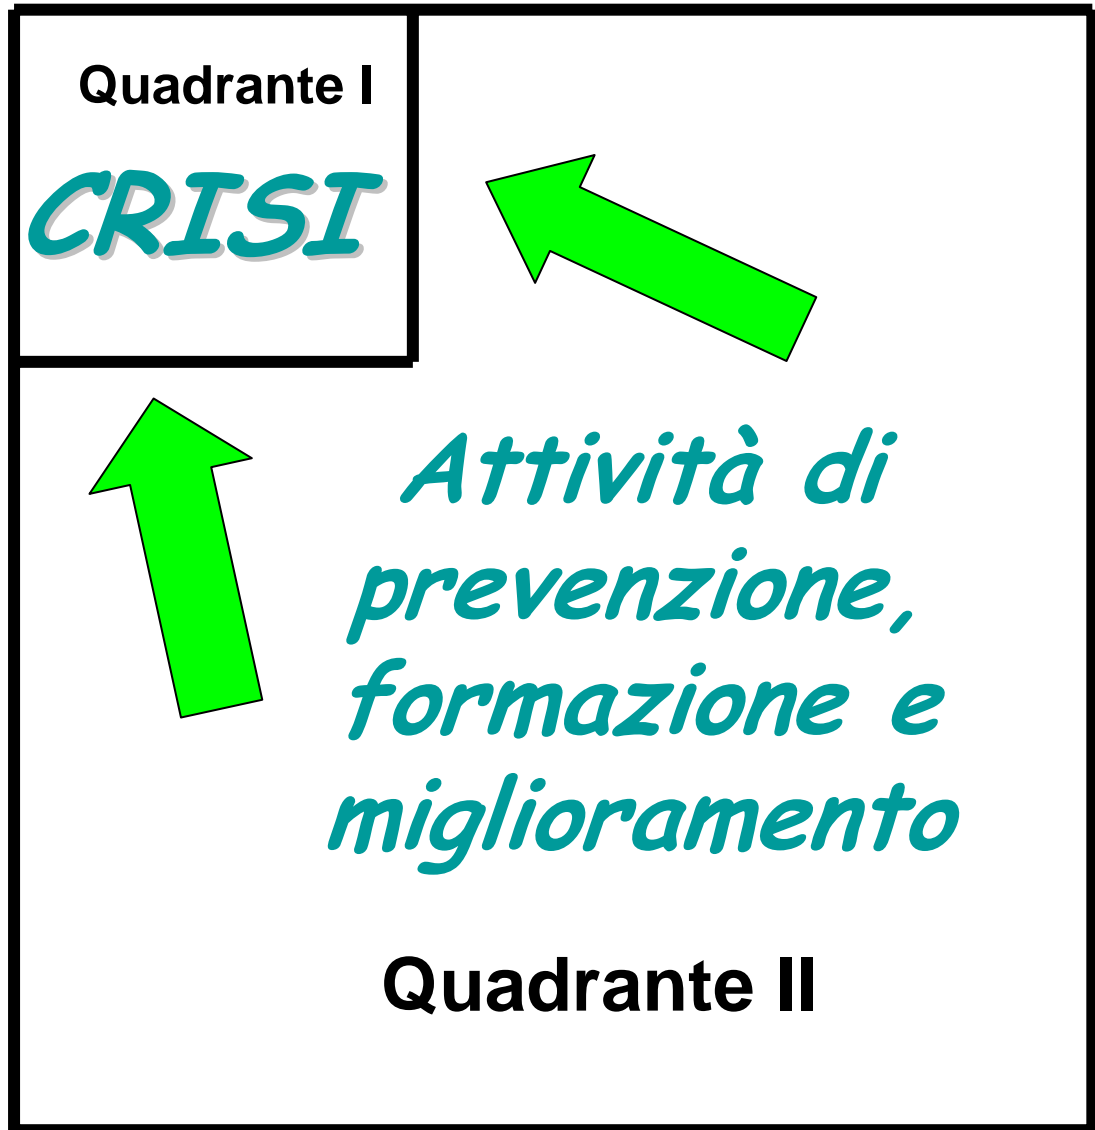 Quadrante I
CRISI
Attività di
prevenzione,
formazione e
miglioramento
Quadrante II